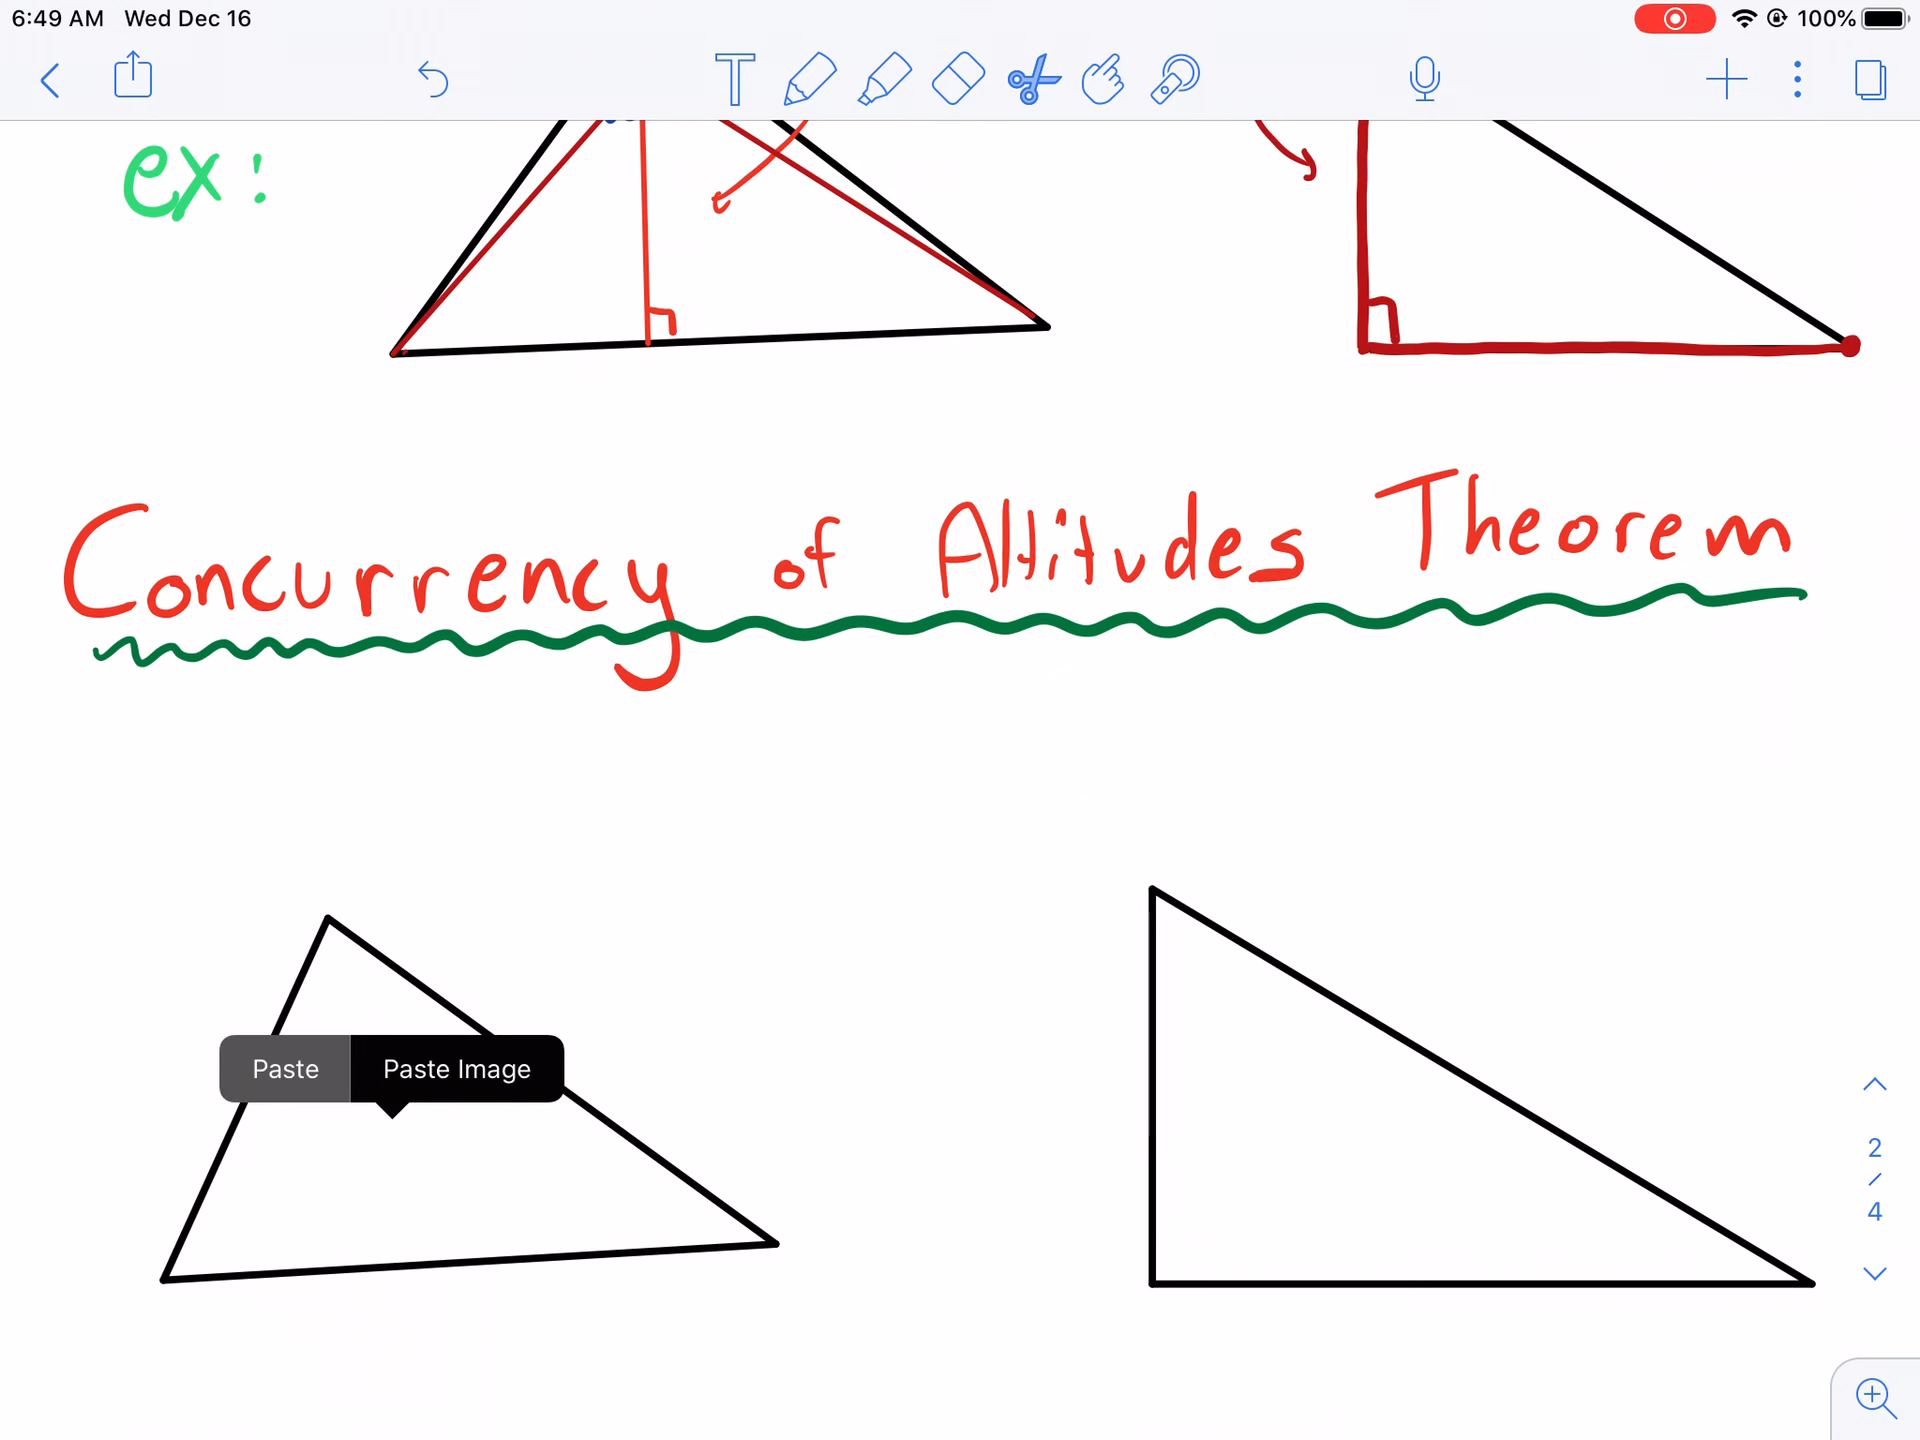 6:49 AM Wed Dec 16 100%
T
ex:
Concurrency of Altitudes Theorem
Paste Paste Image
2
/
4